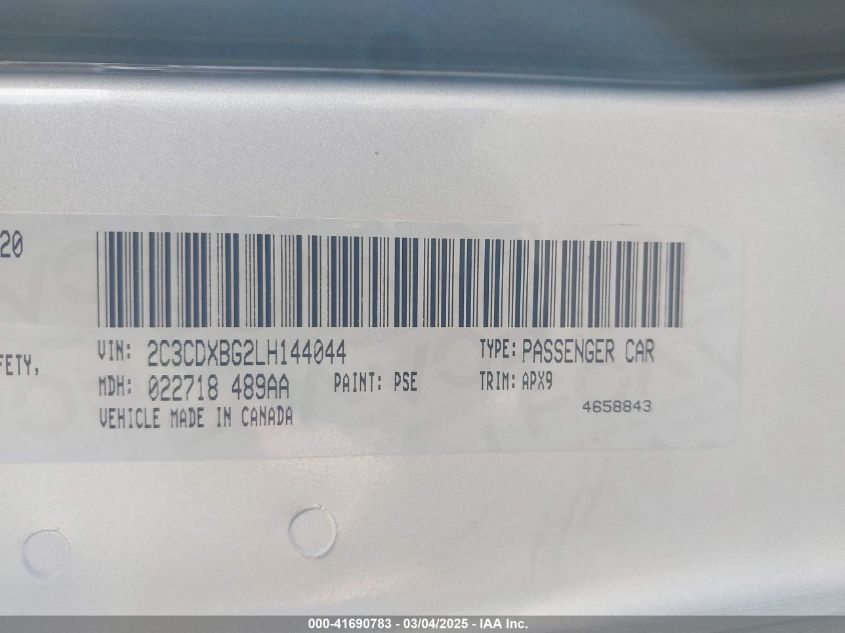 20
FETY,
VIN: 2C3CDXBG2LH144044 TYPE: PASSENGER CAR
MDH: 022718 489AA PAINT: PSE TRIM: APX9
VEHICLE MADE IN CANADA 4658843
000-41690783 - 03/04/2025 - IAA Inc.